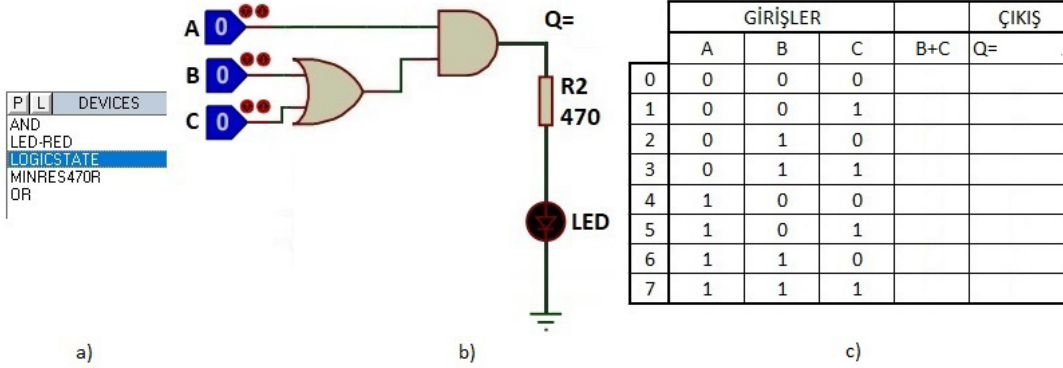 P L DEVICES
AND
LED-RED
LOGICSTATE
MINRES470R
OR
a)
A 0
B 0
C 0
Q=
R2
470
LED
b)
GİRİŞLER ÇIKIŞ
A B C B+C Q=
0 0 0 0
1 0 0 1
2 0 1 0
3 0 1 1
4 1 0 0
5 1 0 1
6 1 1 0
7 1 1 1
c)